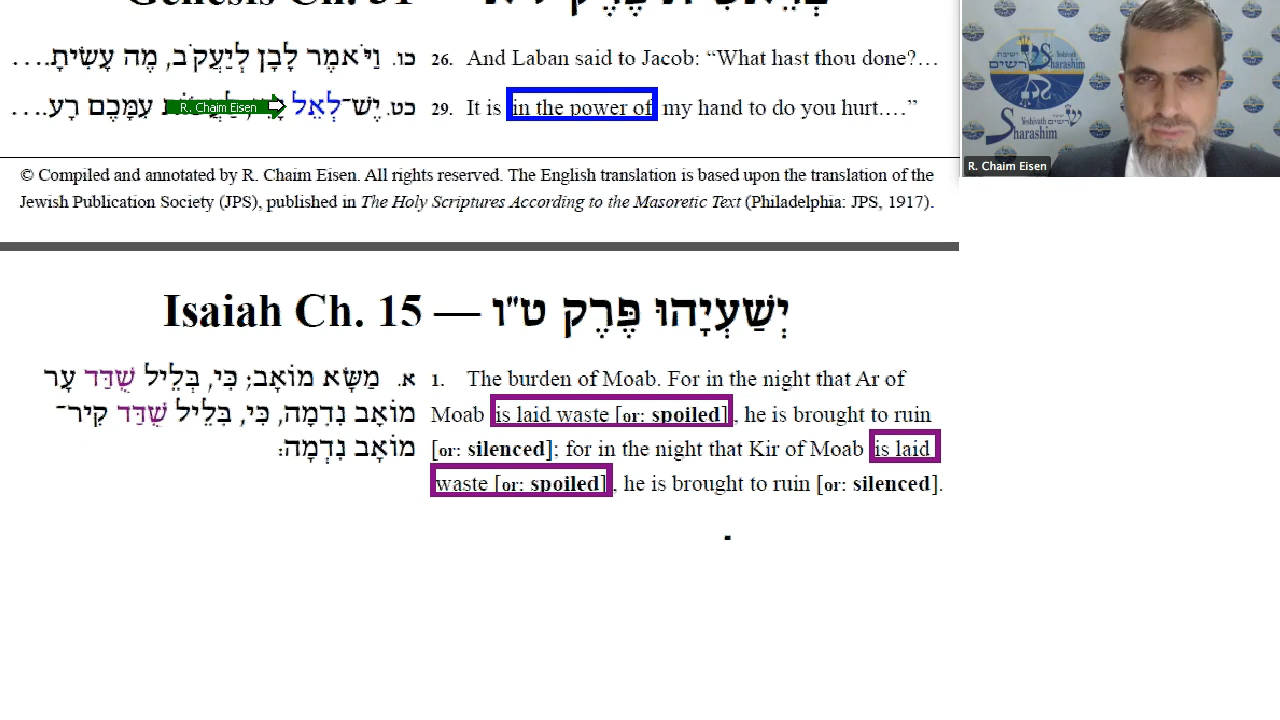 Genesis Ch. 31 — בְּרֵאשִׁית פֶּרֶק ל״א
כו. וַיֹּאמֶר לָבָן לְיַעֲקֹב, מֶה עָשִׂיתָ....
26. And Laban said to Jacob: “What hast thou done?…
כט. יֶשׁ־לְאֵל עִמָּכֶם רָע....
R. Chaim Eisen
29. It is in the power of my hand to do you hurt….”
© Compiled and annotated by R. Chaim Eisen. All rights reserved. The English translation is based upon the translation of the
Jewish Publication Society (JPS), published in The Holy Scriptures According to the Masoretic Text (Philadelphia: JPS, 1917).
Isaiah Ch. 15 — יְשַׁעְיָהוּ פֶּרֶק ט״ו
א. מַשָּׂא מוֹאָב; כִּי, בְּלֵיל שֻׁדַּד עָר
מוֹאָב נִדְמָה, כִּי, בְּלֵיל שֻׁדַּד קִיר־
מוֹאָב נִדְמָה:
1. The burden of Moab. For in the night that Ar of
Moab is laid waste [or: spoiled], he is brought to ruin
[or: silenced]; for in the night that Kir of Moab is laid
waste [or: spoiled], he is brought to ruin [or: silenced].
Yeshivath
Sharashim
R. Chaim Eisen